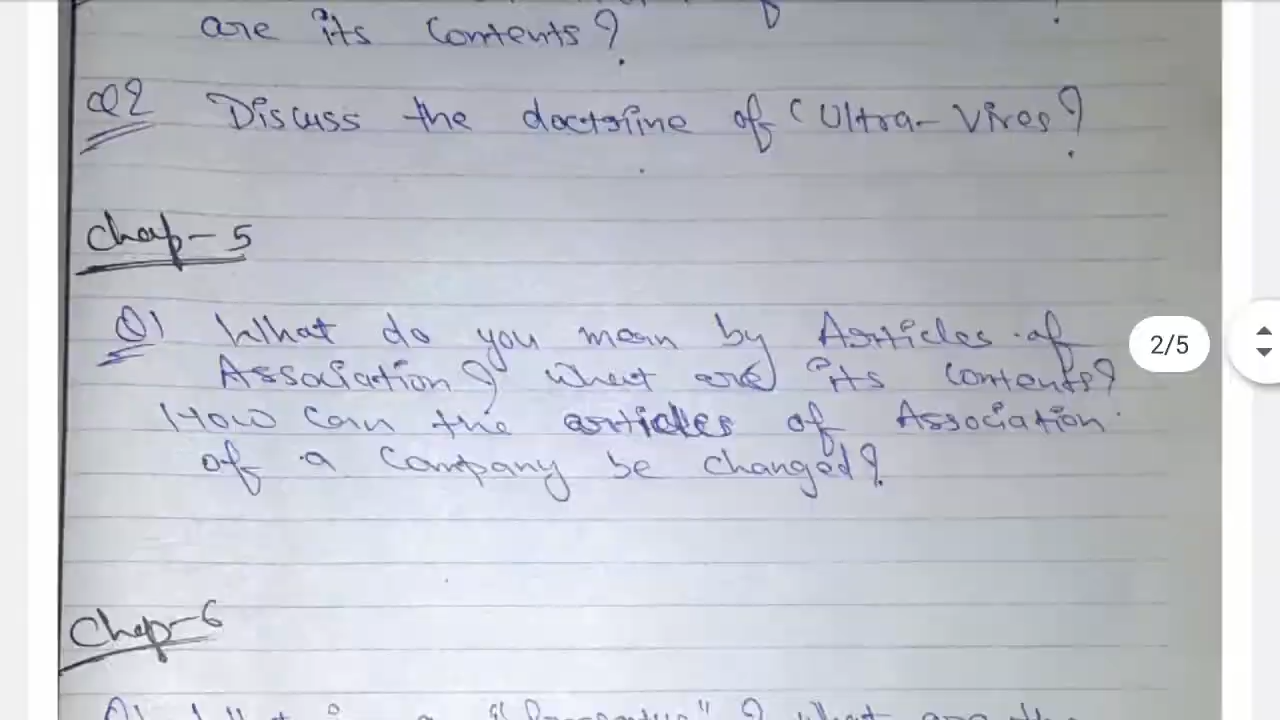 are its Contents?
Q2 Discuss the doctrine of (Ultra-Vires?
Chap-5
Q1 What do you mean by Articles of
Association? What are its Contents?
How Can the articles of Association
of a Company be changed?
2/5
Chap-6